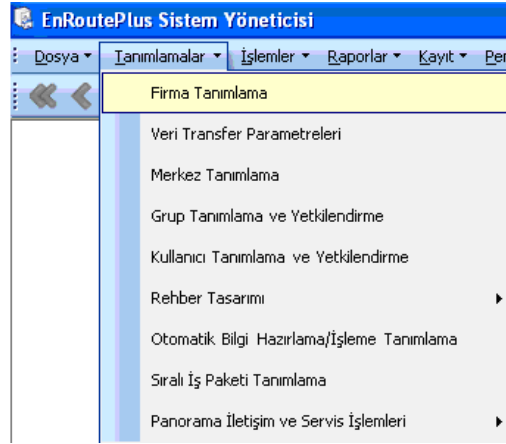 EnRoutePlus Sistem Yöneticisi
Dosya Tanımlamalar İşlemler Raporlar Kayıt Per
Firma Tanımlama
Veri Transfer Parametreleri
Merkez Tanımlama
Grup Tanımlama ve Yetkilendirme
Kullanıcı Tanımlama ve Yetkilendirme
Rehber Tasarımı
Otomatik Bilgi Hazırlama/İşleme Tanımlama
Sıralı İş Paketi Tanımlama
Panorama İletişim ve Servis İşlemleri